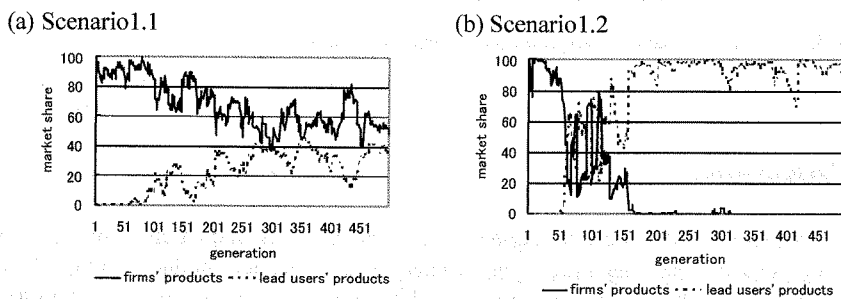 (a) Scenario1.1
100
80
60
40
20
0
market share
1 51 101 151 201 251 301 351 401 451
generation
firms' products lead users' products
(b) Scenario1.2
100
80
60
40
20
0
market share
1 51 101 151 201 251 301 351 401 451
generation
firms' products lead users' products